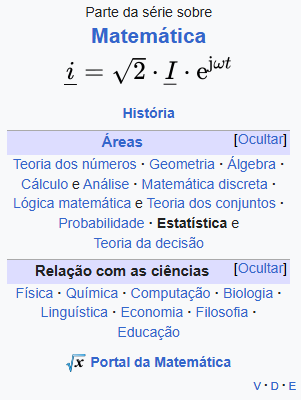 Parte da série sobre
Matemática
i = √2 · I · e^jωt
História
Áreas [Ocultar]
Teoria dos números · Geometria · Álgebra ·
Cálculo e Análise · Matemática discreta ·
Lógica matemática e Teoria dos conjuntos ·
Probabilidade · Estatística e
Teoria da decisão
Relação com as ciências [Ocultar]
Física · Química · Computação · Biologia ·
Linguística · Economia · Filosofia ·
Educação
√x Portal da Matemática
V · D · E